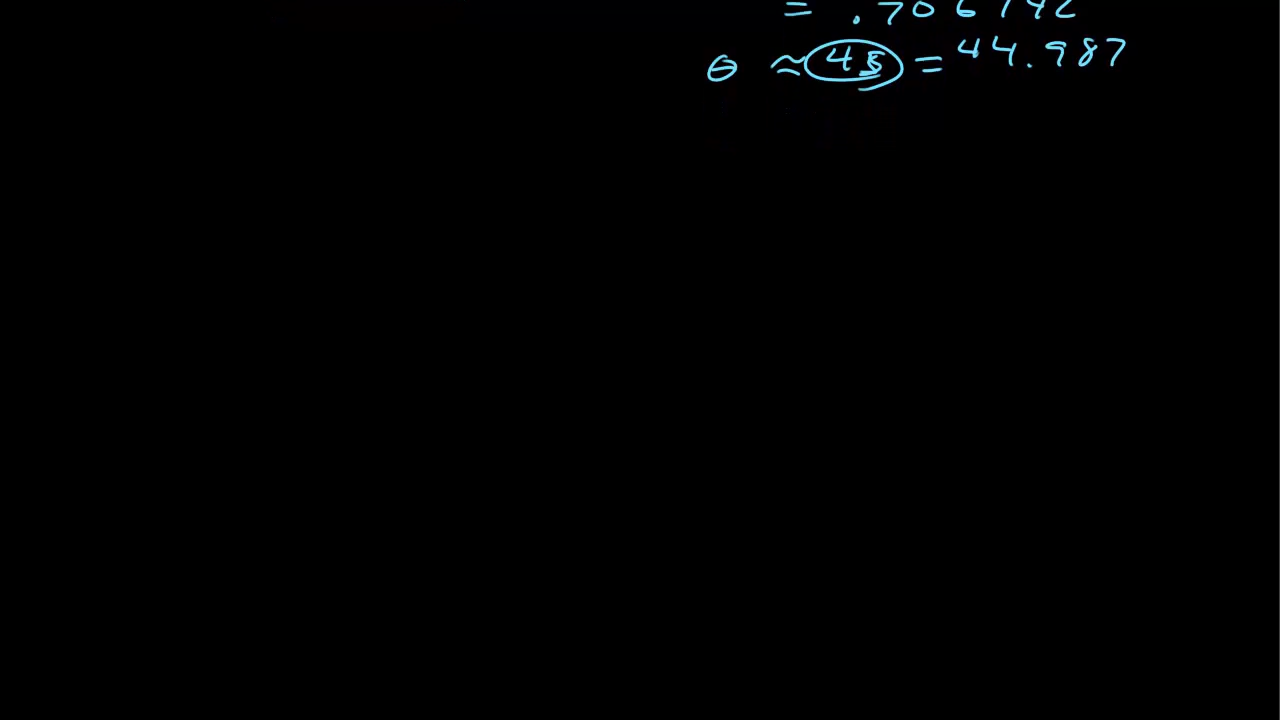 = .706742
θ ≈ 45 = 44.987